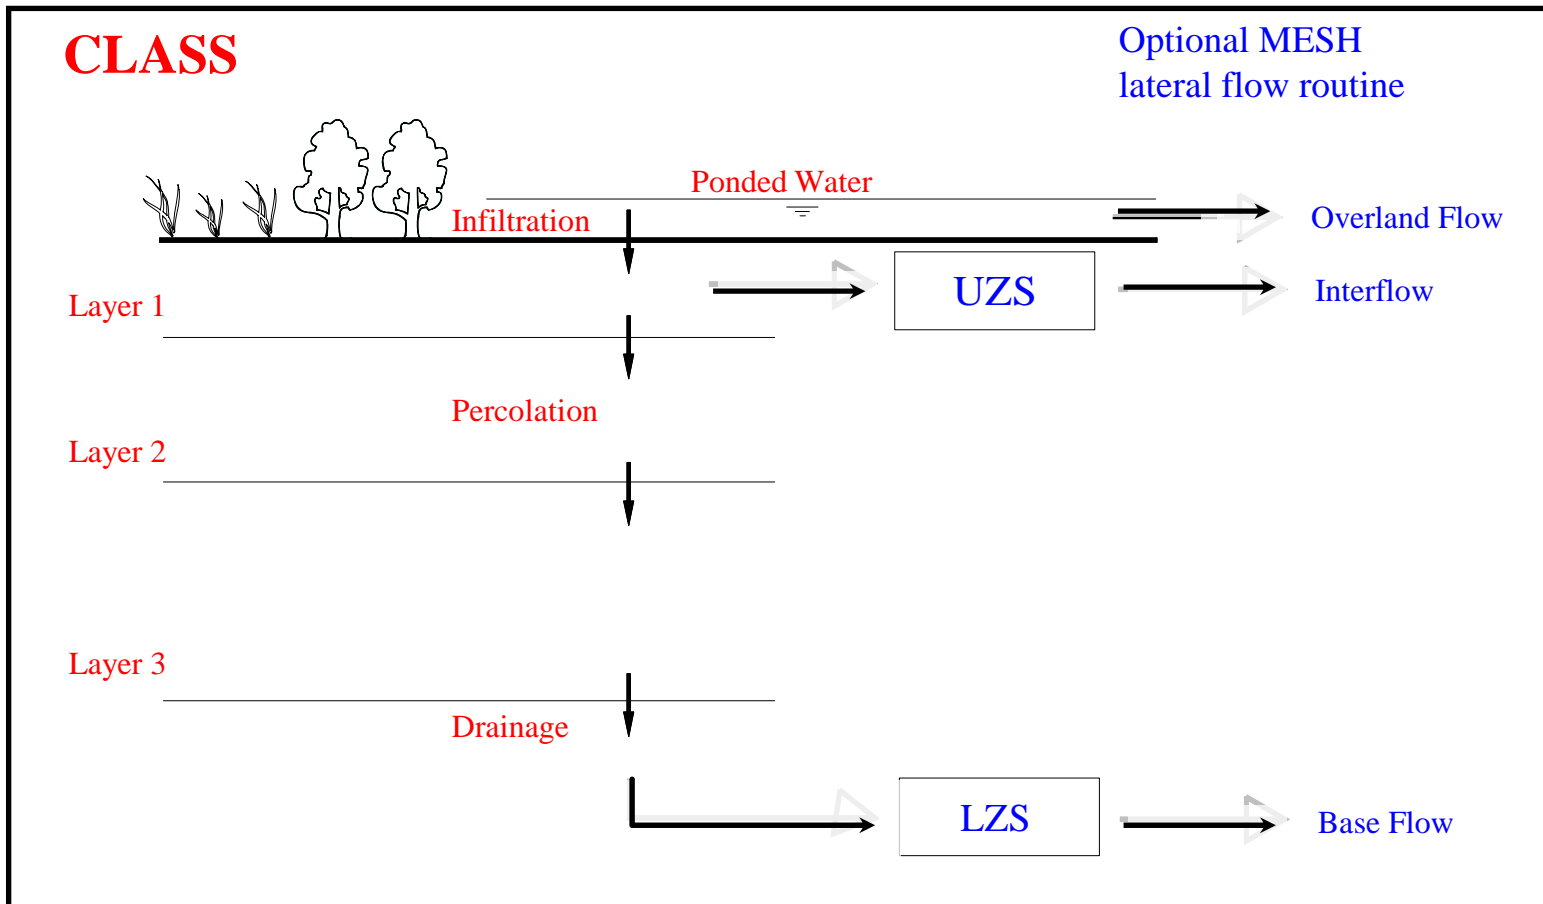 CLASS
Optional MESH
lateral flow routine
Ponded Water
Infiltration
Overland Flow
UZS
Interflow
Layer 1
Percolation
Layer 2
Layer 3
Drainage
LZS
Base Flow